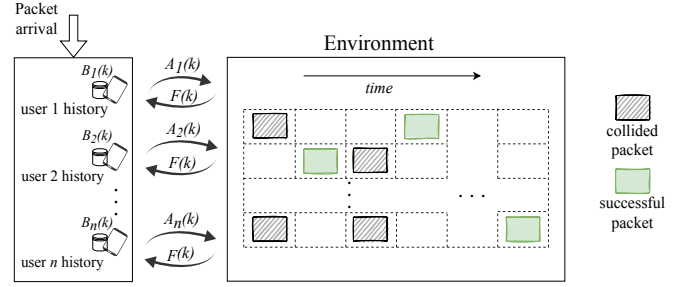 Packet
arrival
Environment
B1(k)
A1(k)
time
F(k)
user 1 history
B2(k)
A2(k)
F(k)
user 2 history
collided
packet
Bn(k)
An(k)
F(k)
user n history
successful
packet